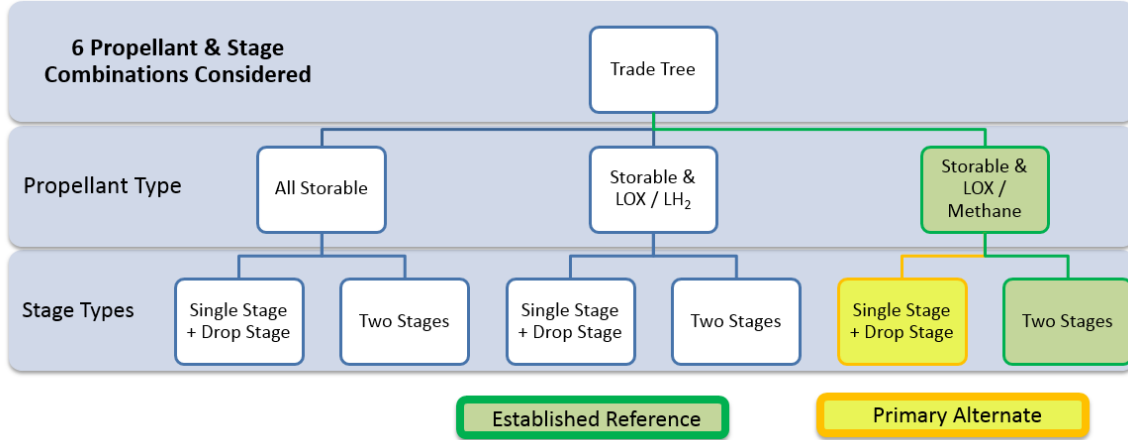 6 Propellant & Stage
Combinations Considered
Trade Tree
Propellant Type
All Storable
Storable &
LOX / LH₂
Storable &
LOX /
Methane
Stage Types
Single Stage
+ Drop Stage
Two Stages
Single Stage
+ Drop Stage
Two Stages
Single Stage
+ Drop Stage
Two Stages
Established Reference
Primary Alternate